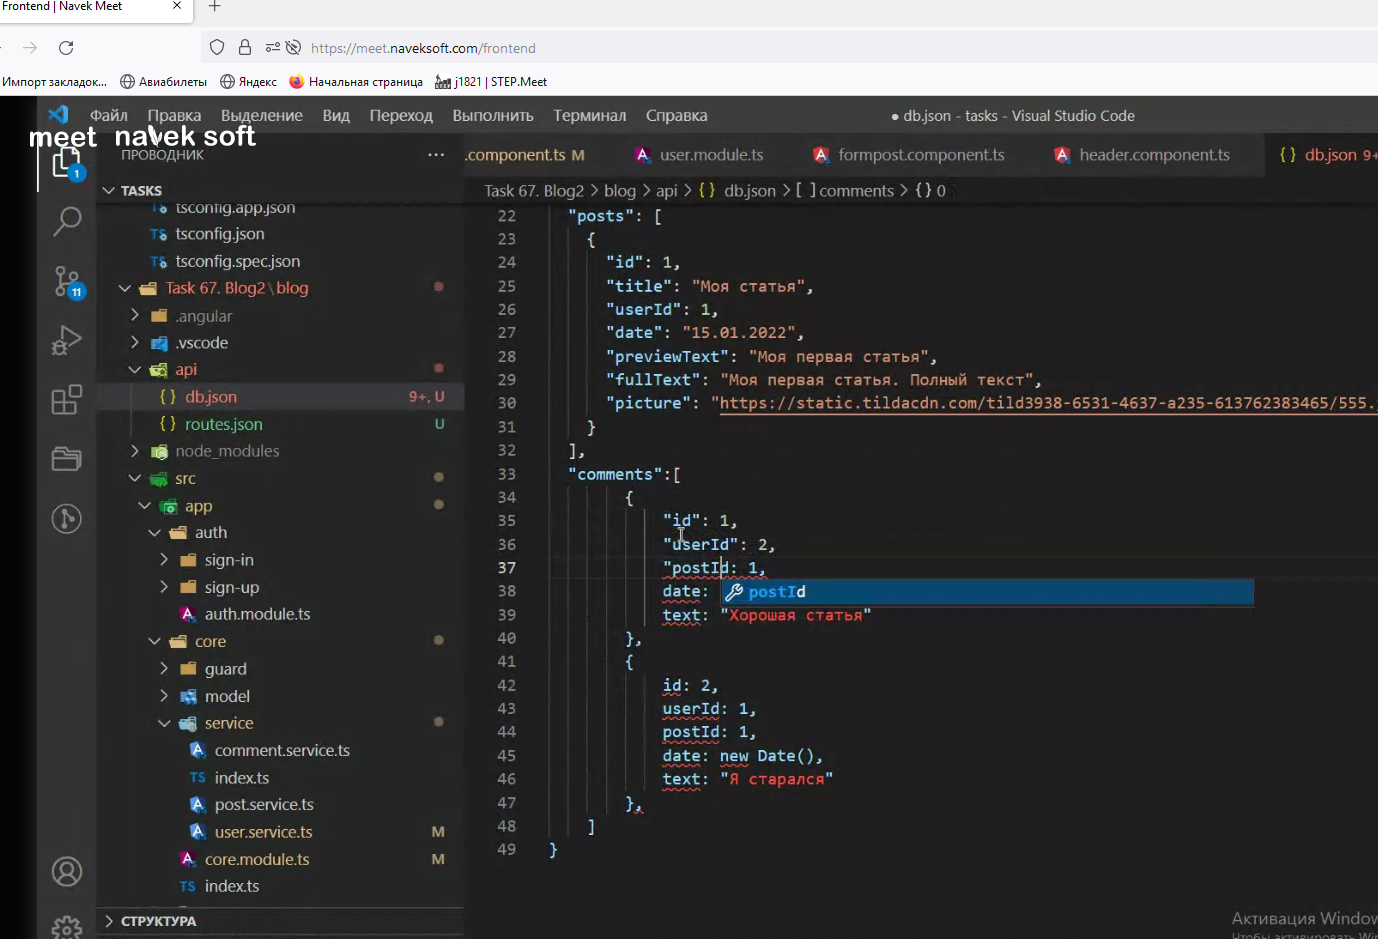 Frontend | Navek Meet
https://meet.naveksoft.com/frontend
Импорт закладок...
Авиабилеты
Яндекс
Начальная страница
j1821 | STEP.Meet
Файл Правка Выделение Вид Переход Выполнить Терминал Справка
● db.json - tasks - Visual Studio Code
meet navek soft
ПРОВОДНИК
···
.component.ts M
user.module.ts
formpost.component.ts
header.component.ts
{ } db.json 9+
1
11
TASKS
tsconfig.app.json
tsconfig.json
tsconfig.spec.json
Task 67. Blog2\blog
.angular
.vscode
api
{ } db.json 9+, U
{ } routes.json U
node_modules
src
app
auth
sign-in
sign-up
auth.module.ts
core
guard
model
service
comment.service.ts
TS index.ts
post.service.ts
user.service.ts M
core.module.ts M
TS index.ts
СТРУКТУРА
Task 67. Blog2 > blog > api > { } db.json > [ ] comments > { } 0
22 "posts": [
23 {
24 "id": 1,
25 "title": "Моя статья",
26 "userId": 1,
27 "date": "15.01.2022",
28 "previewText": "Моя первая статья",
29 "fullText": "Моя первая статья. Полный текст",
30 "picture": "https://static.tildacdn.com/tild3938-6531-4637-a235-613762383465/555.
31 }
32 ],
33 "comments":[
34 {
35 "id": 1,
36 "userId": 2,
37 "postId: 1,
38 date:
postId
39 text: "Хорошая статья"
40 },
41 {
42 id: 2,
43 userId: 1,
44 postId: 1,
45 date: new Date(),
46 text: "Я старался"
47 },
48 ]
49 }
Активация Window